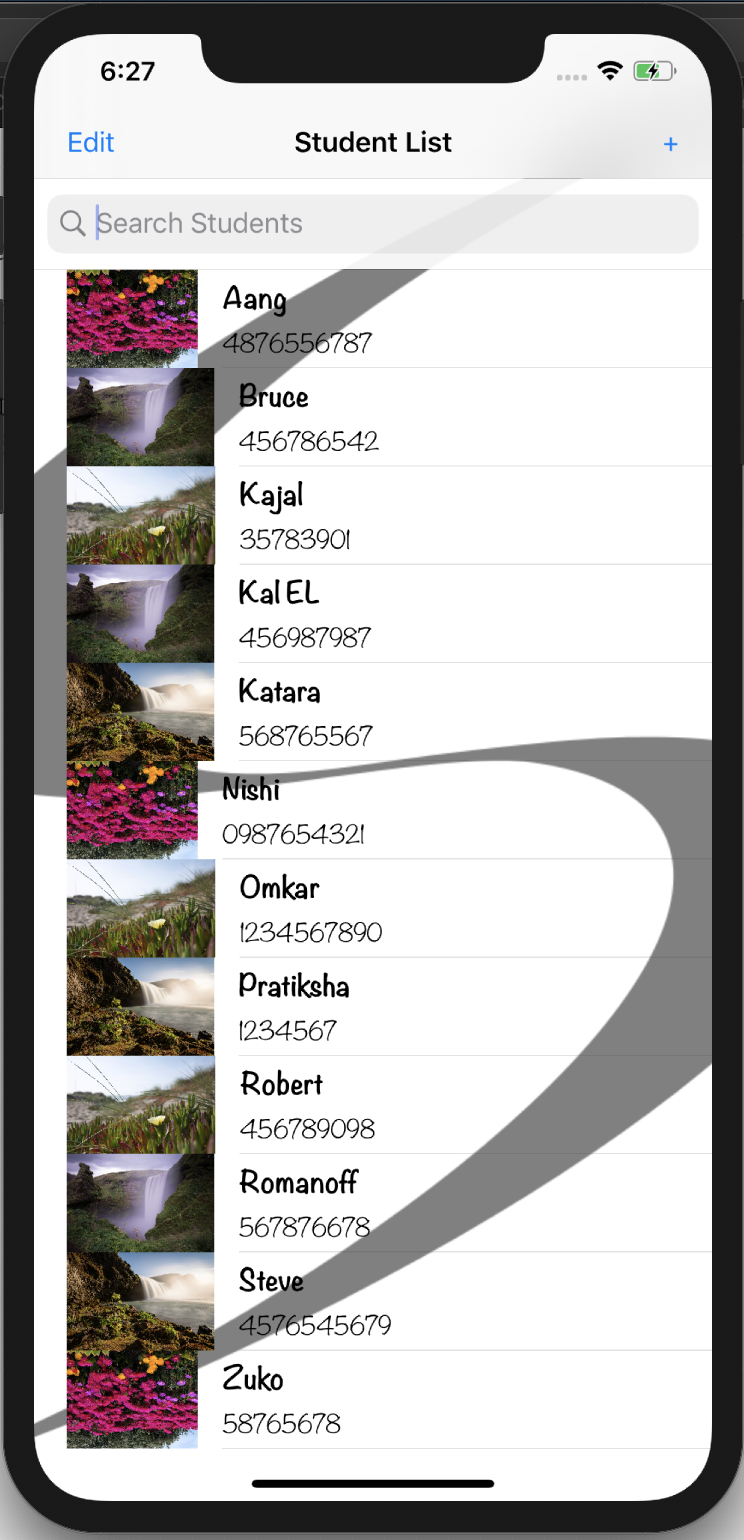 6:27
Edit
Student List
+
Search Students
Aang
4876556787
Bruce
456786542
Kajal
35783901
Kal EL
456987987
Katara
568765567
Nishi
0987654321
Omkar
1234567890
Pratiksha
1234567
Robert
456789098
Romanoff
567876678
Steve
4576545679
Zuko
58765678